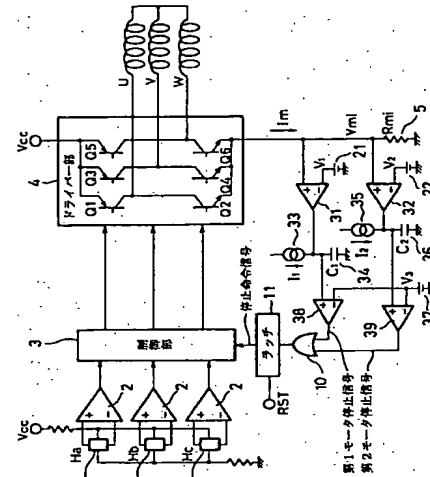 Vcc
Ha
Hb
Hc
2
2
2
3
制御部
4
ドライバー部
Vcc
Q1
Q3
Q5
Q2
Q4
Q6
U
V
W
Im
Vml
Rmi
5
V1
21
V2
22
31
32
33
I1
35
I2
C1
34
C2
36
V3
37
38
39
10
11
ラッチ
RST
停止命令信号
第1モータ停止信号
第2モータ停止信号